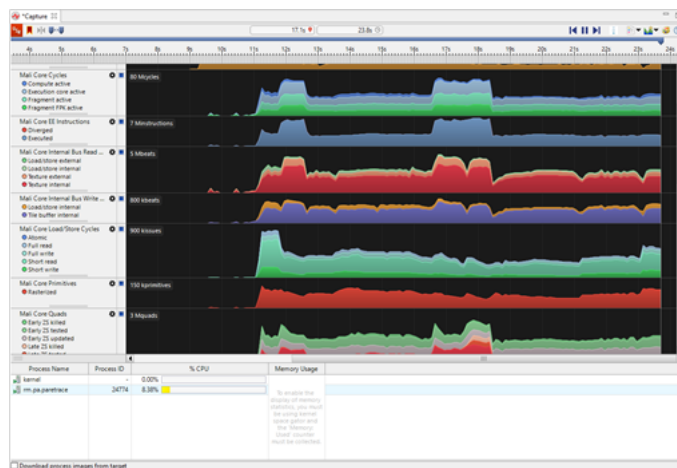 *Capture
17.1s
23.8s
4s 5s 6s 7s 8s 9s 10s 11s 12s 13s 14s 15s 16s 17s 18s 19s 20s 21s 22s 23s 24s
Mali Core Cycles
80 Mcycles
Compute active
Execution core active
Fragment active
Fragment FPK active
Mali Core EE Instructions
7 Minstructions
Diverged
Executed
Mali Core Internal Bus Read ...
5 Mbeats
Load/store external
Load/store internal
Texture external
Texture internal
Mali Core Internal Bus Write ...
800 kbeats
Load/store internal
Tile buffer internal
Mali Core Load/Store Cycles
900 kissues
Atomic
Full read
Full write
Short read
Short write
Mali Core Primitives
150 kprimitives
Rasterized
Mali Core Quads
3 Mquads
Early ZS killed
Early ZS tested
Early ZS updated
Late ZS killed
Process Name Process ID % CPU Memory Usage
kernel - 0.00%
rm.pa.paretrace 24774 8.38%
To enable the
display of memory
statistics, you must
be using kernel
space gator and
the 'Memory:
Used' counter
must be collected.
Download process images from target